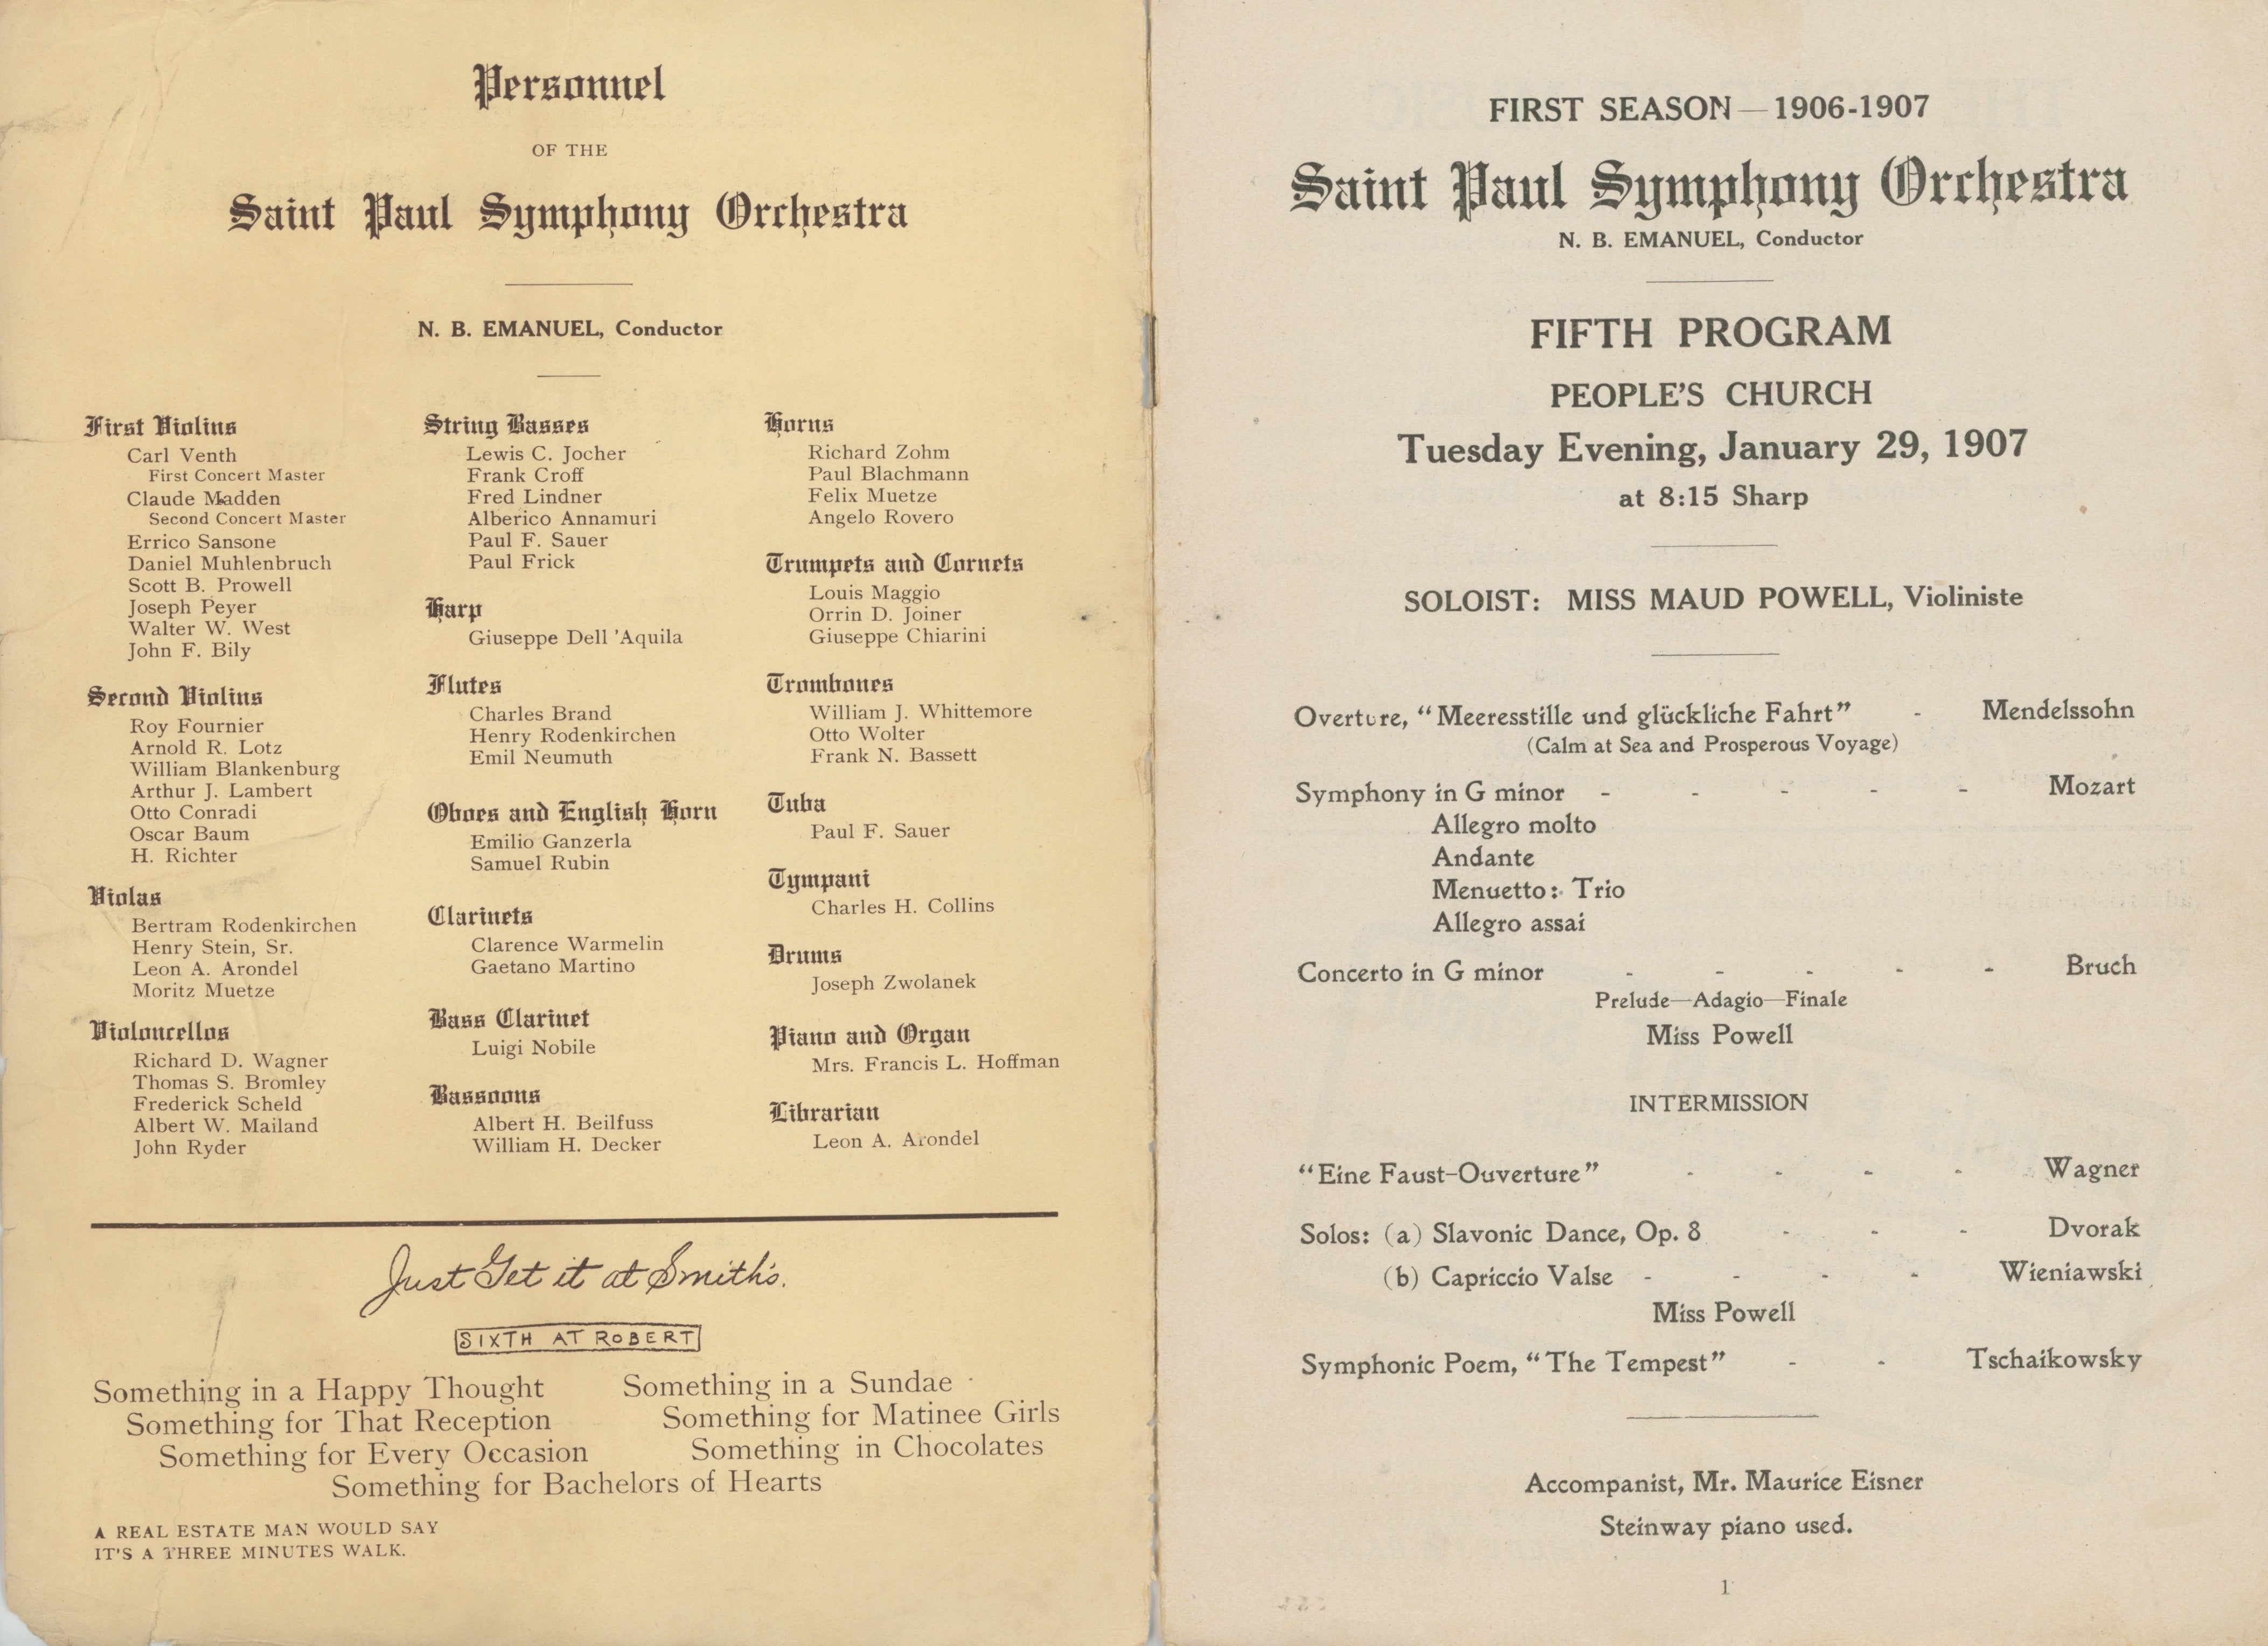 Personnel
OF THE
Saint Paul Symphony Orchestra
N. B. EMANUEL, Conductor
First Violins
Carl Venth
First Concert Master
Claude Madden
Second Concert Master
Errico Sansone
Daniel Muhlenbruch
Scott B. Prowell
Joseph Peyer
Walter W. West
John F. Bily
Second Violins
Roy Fournier
Arnold R. Lotz
William Blankenburg
Arthur J. Lambert
Otto Conradi
Oscar Baum
H. Richter
Violas
Bertram Rodenkirchen
Henry Stein, Sr.
Leon A. Arondel
Moritz Muetze
Violoncellos
Richard D. Wagner
Thomas S. Bromley
Frederick Scheld
Albert W. Mailand
John Ryder
String Basses
Lewis C. Jocher
Frank Croff
Fred Lindner
Alberico Annamuri
Paul F. Sauer
Paul Frick
Harp
Giuseppe Dell 'Aquila
Flutes
Charles Brand
Henry Rodenkirchen
Emil Neumuth
Oboes and English Horn
Emilio Ganzerla
Samuel Rubin
Clarinets
Clarence Warmelin
Gaetano Martino
Bass Clarinet
Luigi Nobile
Bassoons
Albert H. Beilfuss
William H. Decker
Horns
Richard Zohm
Paul Blachmann
Felix Muetze
Angelo Rovero
Trumpets and Cornets
Louis Maggio
Orrin D. Joiner
Giuseppe Chiarini
Trombones
William J. Whittemore
Otto Wolter
Frank N. Bassett
Tuba
Paul F. Sauer
Tympani
Charles H. Collins
Drums
Joseph Zwolanek
Piano and Organ
Mrs. Francis L. Hoffman
Librarian
Leon A. Arondel
Just Get it at Smith's.
SIXTH AT ROBERT
Something in a Happy Thought
Something for That Reception
Something for Every Occasion
Something in a Sundae
Something for Matinee Girls
Something in Chocolates
Something for Bachelors of Hearts
A REAL ESTATE MAN WOULD SAY
IT'S A THREE MINUTES WALK.
FIRST SEASON—1906-1907
Saint Paul Symphony Orchestra
N. B. EMANUEL, Conductor
FIFTH PROGRAM
PEOPLE'S CHURCH
Tuesday Evening, January 29, 1907
at 8:15 Sharp
SOLOIST: MISS MAUD POWELL, Violiniste
Overture, "Meeresstille und glückliche Fahrt" - Mendelssohn
(Calm at Sea and Prosperous Voyage)
Symphony in G minor - - - - - Mozart
Allegro molto
Andante
Menuetto: Trio
Allegro assai
Concerto in G minor - - - - - Bruch
Prelude—Adagio—Finale
Miss Powell
INTERMISSION
"Eine Faust-Ouverture" - - - - Wagner
Solos: (a) Slavonic Dance, Op. 8 - - - Dvorak
(b) Capriccio Valse - - - - Wieniawski
Miss Powell
Symphonic Poem, "The Tempest" - - Tschaikowsky
Accompanist, Mr. Maurice Eisner
Steinway piano used.
1